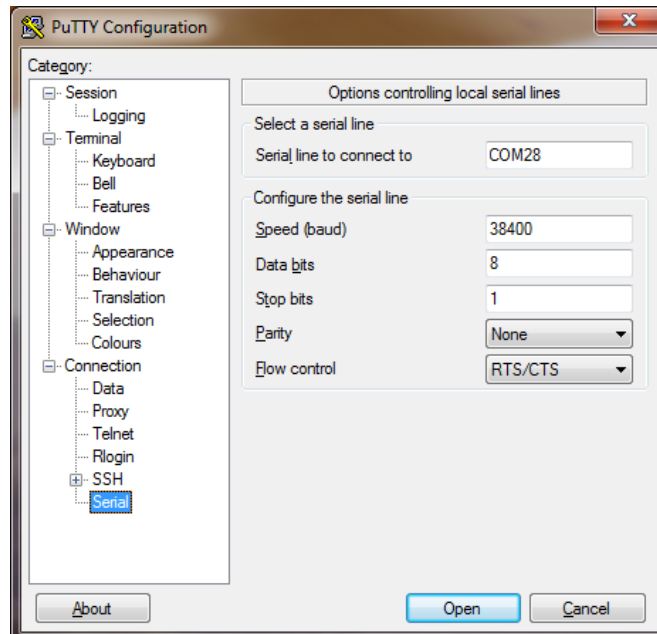 PuTTY Configuration
Category:
Session
Logging
Terminal
Keyboard
Bell
Features
Window
Appearance
Behaviour
Translation
Selection
Colours
Connection
Data
Proxy
Telnet
Rlogin
SSH
Serial
Options controlling local serial lines
Select a serial line
Serial line to connect to COM28
Configure the serial line
Speed (baud) 38400
Data bits 8
Stop bits 1
Parity None
Flow control RTS/CTS
About Open Cancel